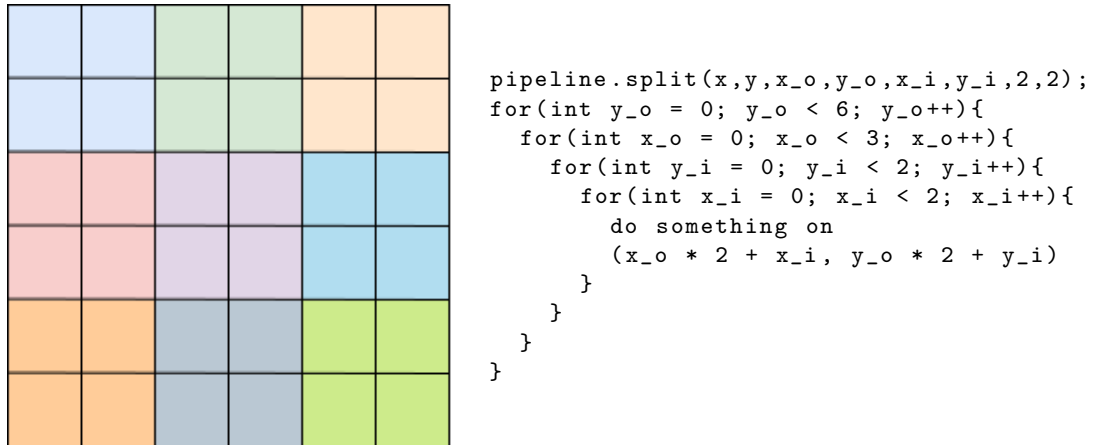 pipeline.split(x,y,x_o,y_o,x_i,y_i,2,2);
for(int y_o = 0; y_o < 6; y_o++){
  for(int x_o = 0; x_o < 3; x_o++){
    for(int y_i = 0; y_i < 2; y_i++){
      for(int x_i = 0; x_i < 2; x_i++){
        do something on
        (x_o * 2 + x_i, y_o * 2 + y_i)
      }
    }
  }
}